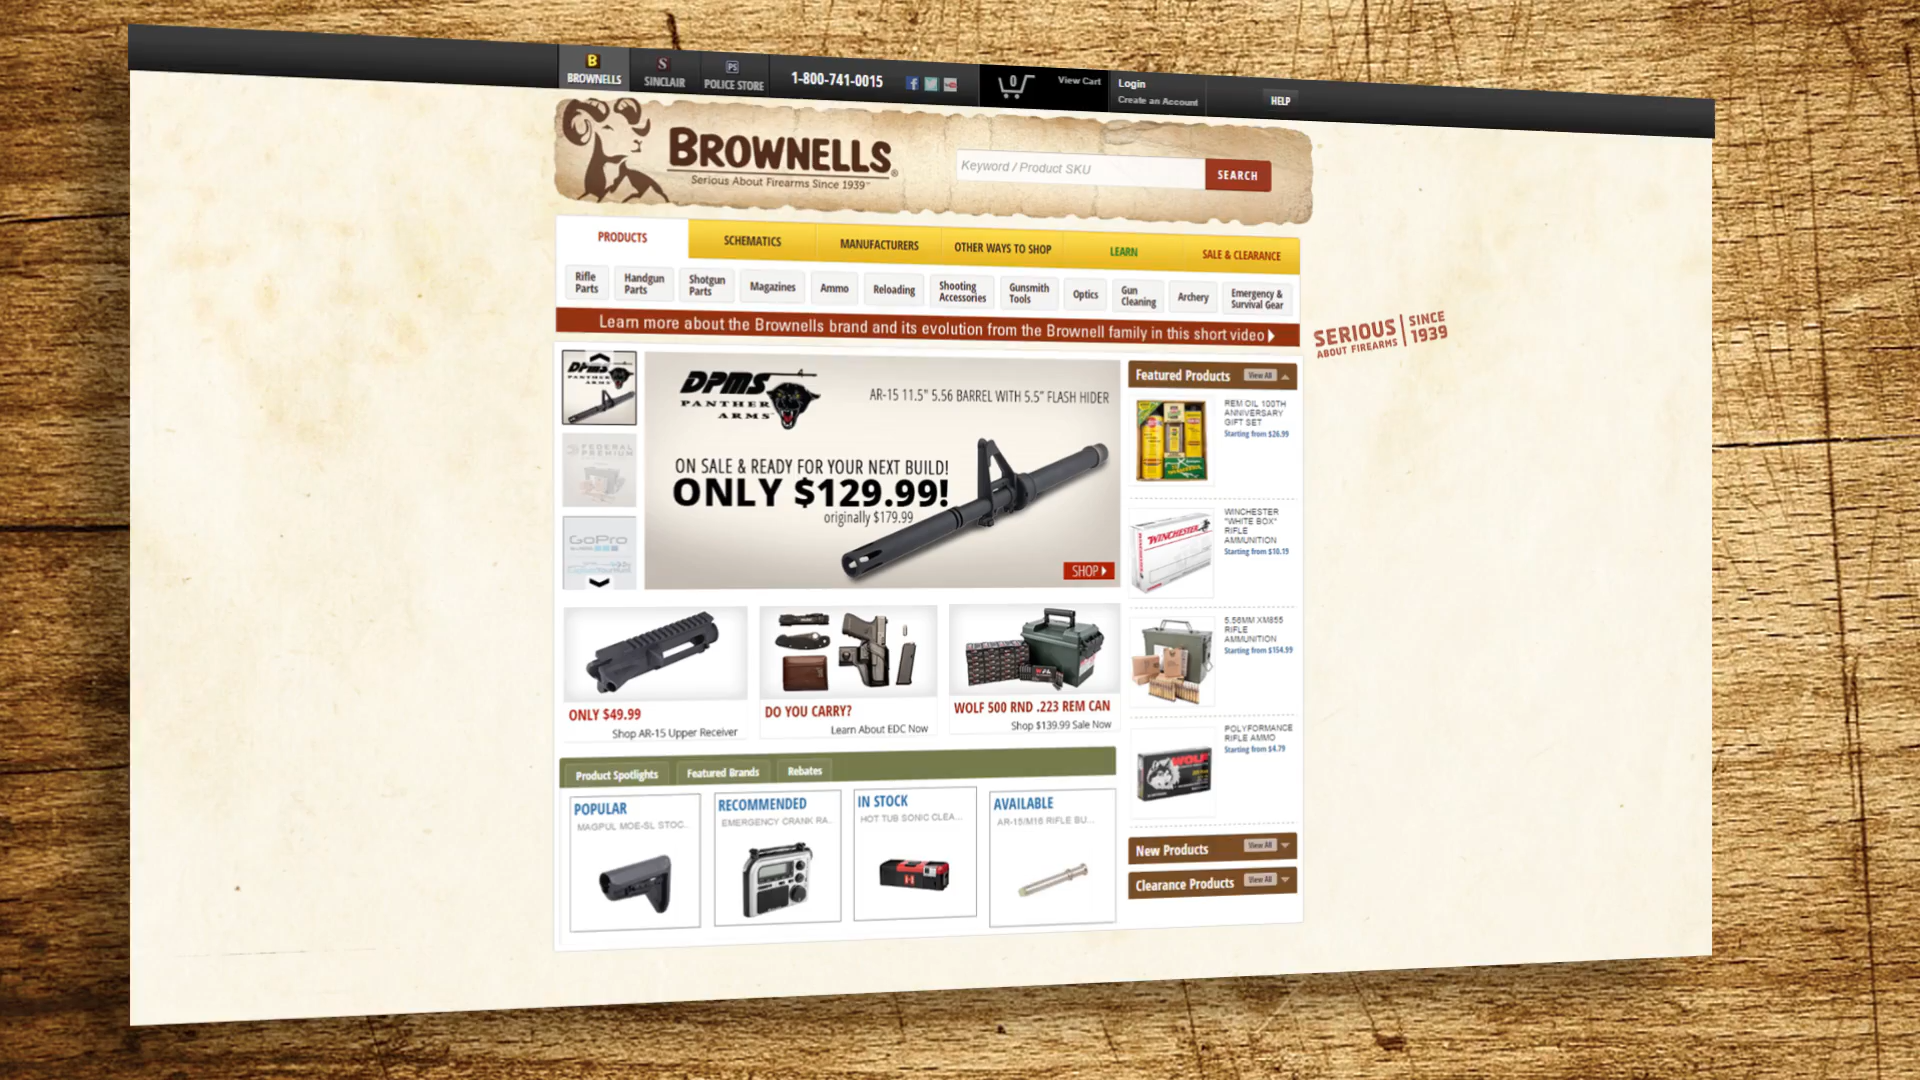 B
BROWNELLS
S
SINCLAIR
PS
POLICE STORE
1-800-741-0015
0
View Cart
Login
Create an Account
HELP
BROWNELLS®
Serious About Firearms Since 1939™
Keyword / Product SKU
SEARCH
PRODUCTS
SCHEMATICS
MANUFACTURERS
OTHER WAYS TO SHOP
LEARN
SALE & CLEARANCE
Rifle
Parts
Handgun
Parts
Shotgun
Parts
Magazines
Ammo
Reloading
Shooting
Accessories
Gunsmith
Tools
Optics
Gun
Cleaning
Archery
Emergency &
Survival Gear
Learn more about the Brownells brand and its evolution from the Brownell family in this short video
SERIOUS
ABOUT FIREARMS
SINCE
1939
DPMS
PANTHER
ARMS
FEDERAL
PREMIUM
GoPro
DPMS
PANTHER
ARMS
AR-15 11.5" 5.56 BARREL WITH 5.5" FLASH HIDER
ON SALE & READY FOR YOUR NEXT BUILD!
ONLY $129.99!
originally $179.99
SHOP
Featured Products
View All
REM OIL 100TH
ANNIVERSARY
GIFT SET
Starting from $26.99
WINCHESTER
WINCHESTER
"WHITE BOX"
RIFLE
AMMUNITION
Starting from $10.19
5.56MM XM855
RIFLE
AMMUNITION
Starting from $154.99
WOLF
POLYFORMANCE
RIFLE AMMO
Starting from $4.79
New Products
View All
Clearance Products
View All
ONLY $49.99
Shop AR-15 Upper Receiver
DO YOU CARRY?
Learn About EDC Now
WOLF 500 RND .223 REM CAN
Shop $139.99 Sale Now
Product Spotlights
Featured Brands
Rebates
POPULAR
MAGPUL MOE-SL STOC...
RECOMMENDED
EMERGENCY CRANK RA..
IN STOCK
HOT TUB SONIC CLEA...
H
AVAILABLE
AR-15/M16 RIFLE BU...